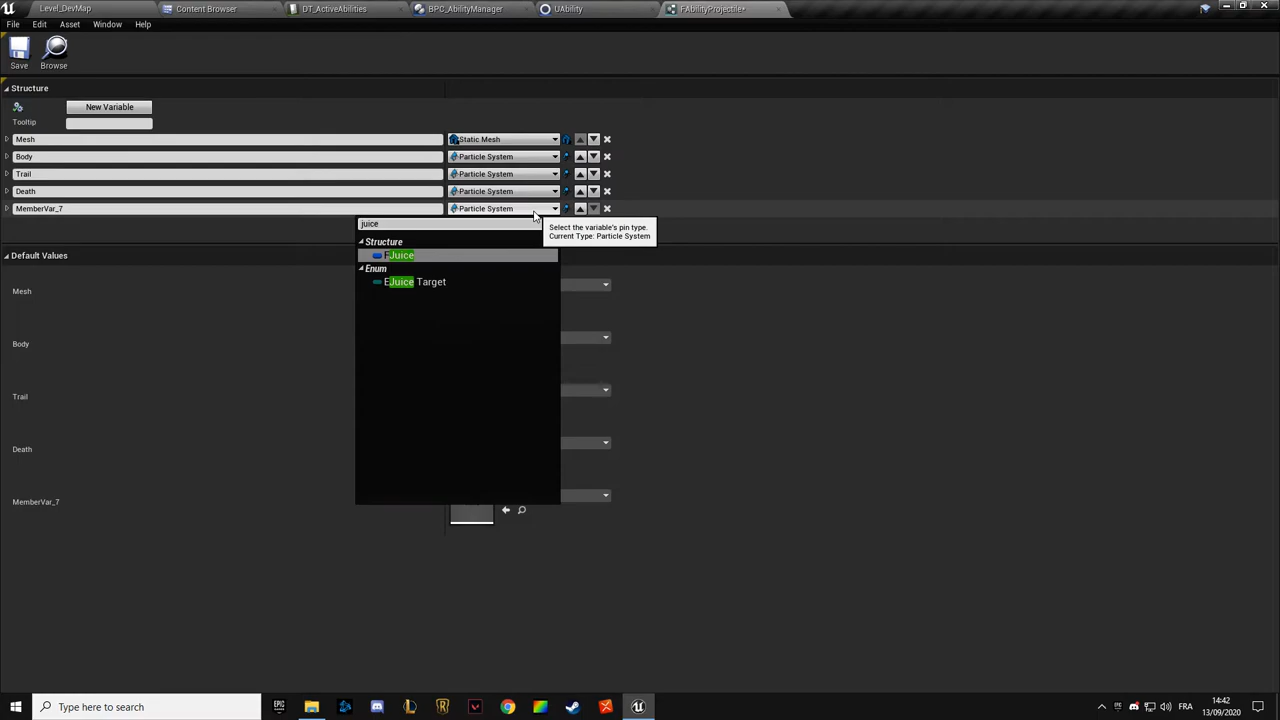 Level_DevMap
Content Browser
DT_ActiveAbilities
BPC_AbilityManager
UAbility
FAbilityProjectile*
File Edit Asset Window Help
Save Browse
Structure
New Variable
Tooltip
Mesh Static Mesh
Body Particle System
Trail Particle System
Death Particle System
MemberVar_7 Particle System
juice
Select the variable's pin type.
Current Type: Particle System
Structure
FJuice
Enum
EJuice Target
Default Values
Mesh
Body
Trail
Death
MemberVar_7
Type here to search
FRA
14:42
13/09/2020